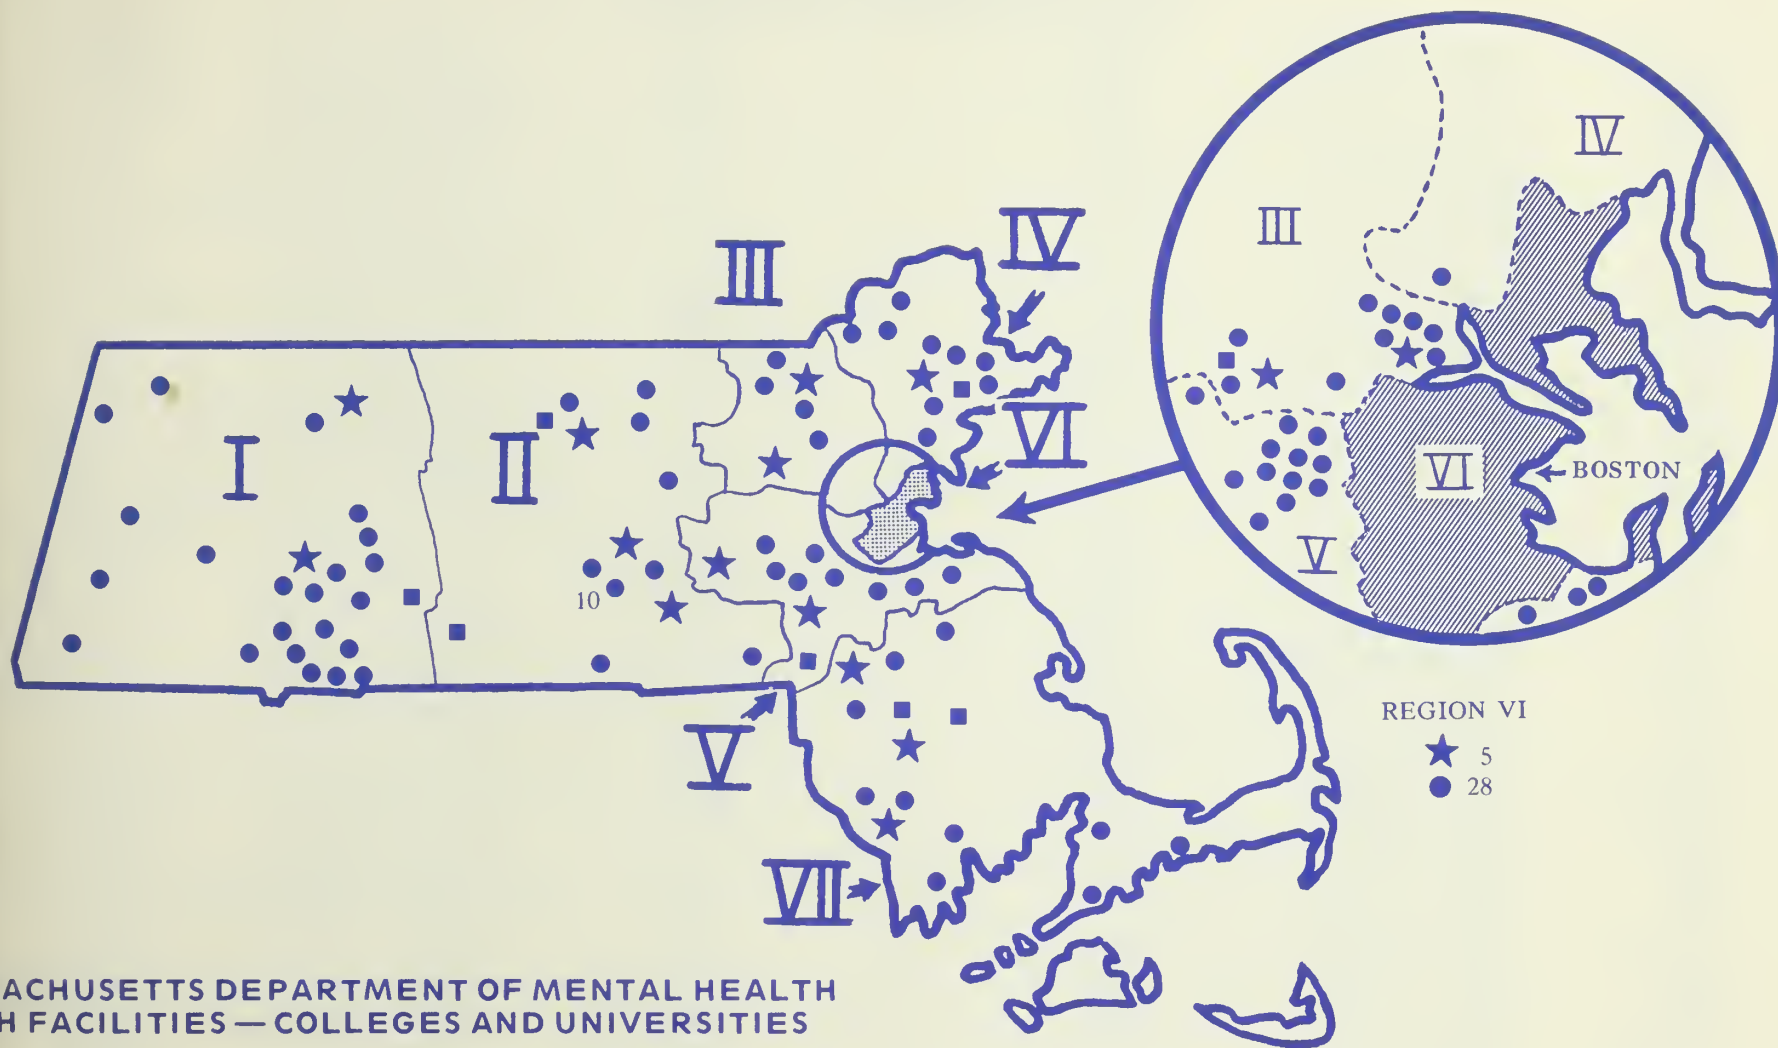 IV
IV
III
III
VI
I
II
VI
BOSTON
V
10
REGION VI
5
V
28
VII
ACHUSETTS DEPARTMENT OF MENTAL HEALTH
H FACILITIES — COLLEGES AND UNIVERSITIES